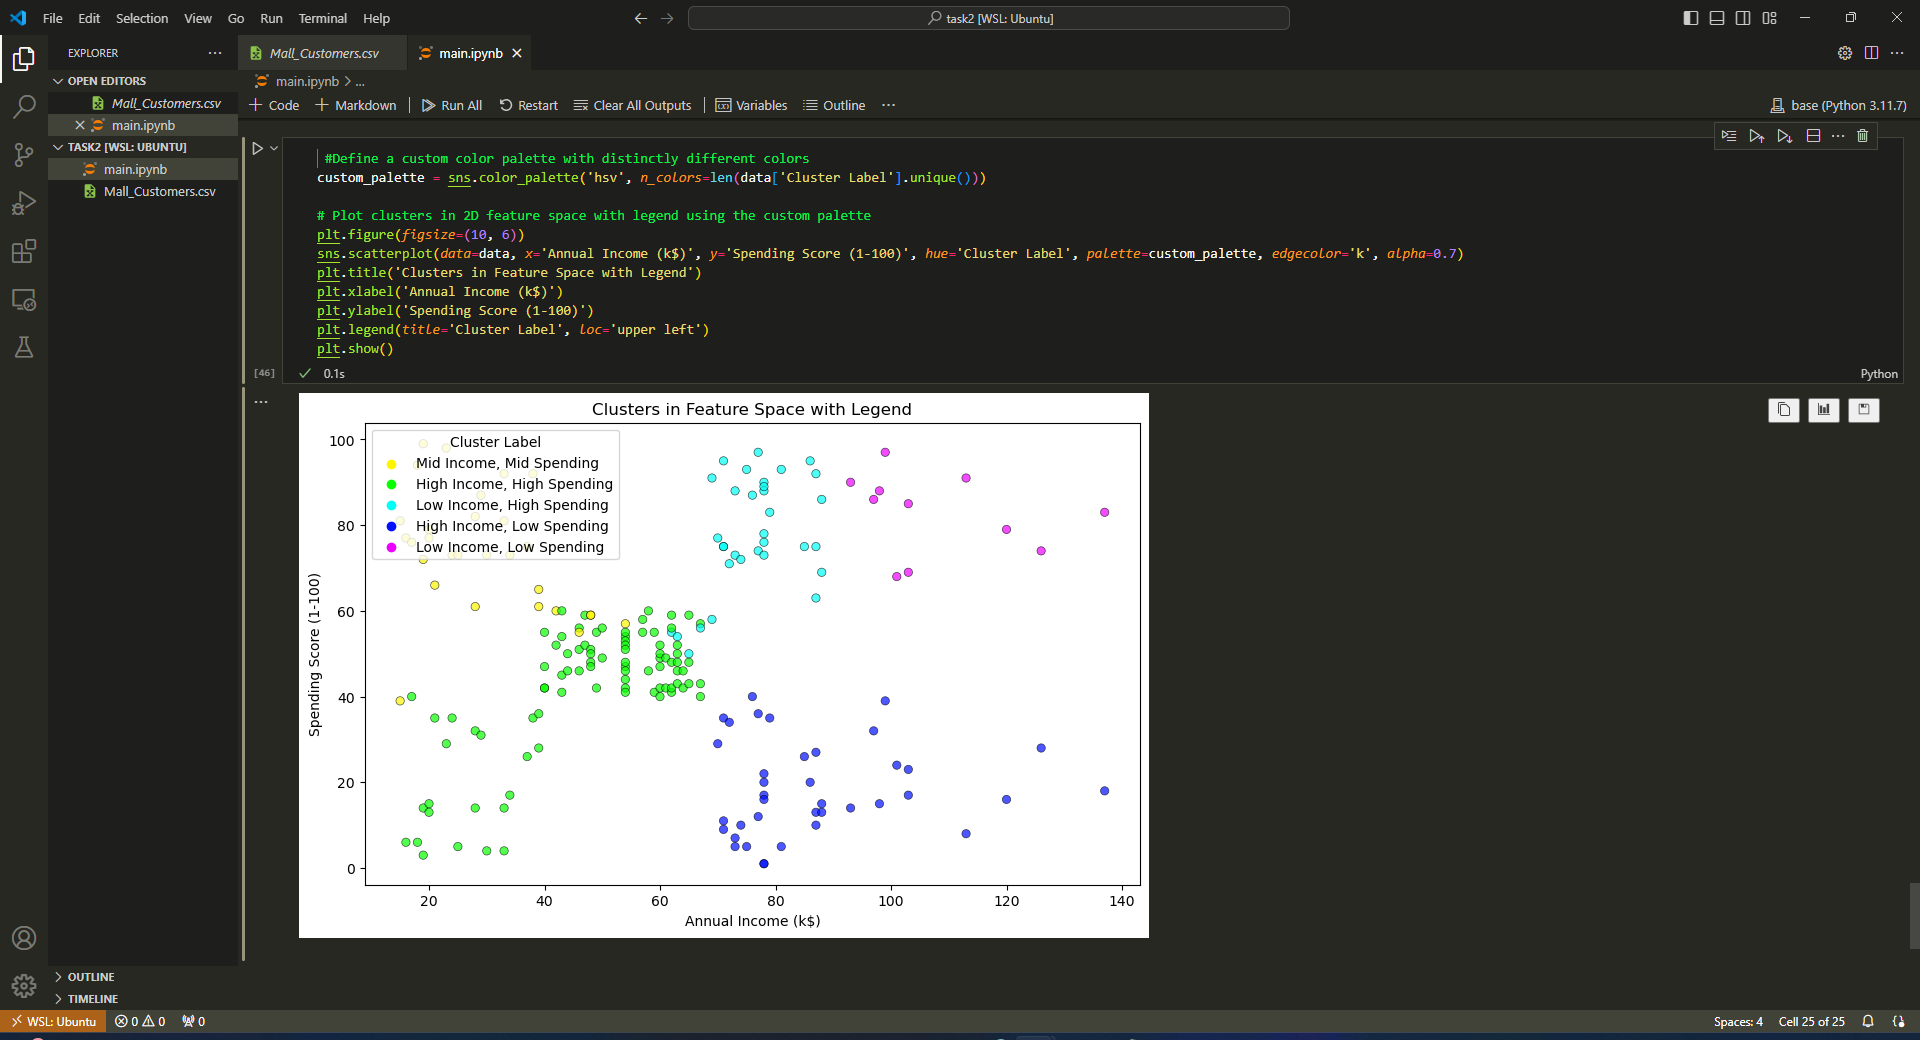 File Edit Selection View Go Run Terminal Help
task2 [WSL: Ubuntu]
EXPLORER
Mall_Customers.csv
main.ipynb
OPEN EDITORS
main.ipynb > ...
Mall_Customers.csv
Code Markdown Run All Restart Clear All Outputs Variables Outline
base (Python 3.11.7)
main.ipynb
TASK2 [WSL: UBUNTU]
main.ipynb
Mall_Customers.csv
#Define a custom color palette with distinctly different colors
custom_palette = sns.color_palette('hsv', n_colors=len(data['Cluster Label'].unique()))
# Plot clusters in 2D feature space with legend using the custom palette
plt.figure(figsize=(10, 6))
sns.scatterplot(data=data, x='Annual Income (k$)', y='Spending Score (1-100)', hue='Cluster Label', palette=custom_palette, edgecolor='k', alpha=0.7)
plt.title('Clusters in Feature Space with Legend')
plt.xlabel('Annual Income (k$)')
plt.ylabel('Spending Score (1-100)')
plt.legend(title='Cluster Label', loc='upper left')
plt.show()
[46]
0.1s
Python
Clusters in Feature Space with Legend
Cluster Label
Mid Income, Mid Spending
High Income, High Spending
Low Income, High Spending
High Income, Low Spending
Low Income, Low Spending
Spending Score (1-100)
100
80
60
40
20
0
20 40 60 80 100 120 140
Annual Income (k$)
OUTLINE
TIMELINE
WSL: Ubuntu
0 0
0
Spaces: 4
Cell 25 of 25